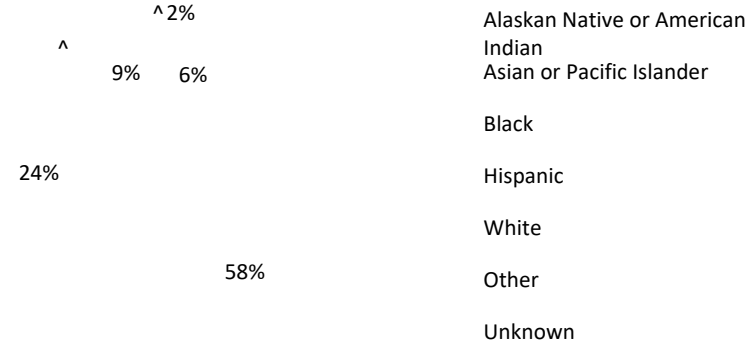 ^ 2%
^
9% 6%
24%
58%
Alaskan Native or American
Indian
Asian or Pacific Islander
Black
Hispanic
White
Other
Unknown